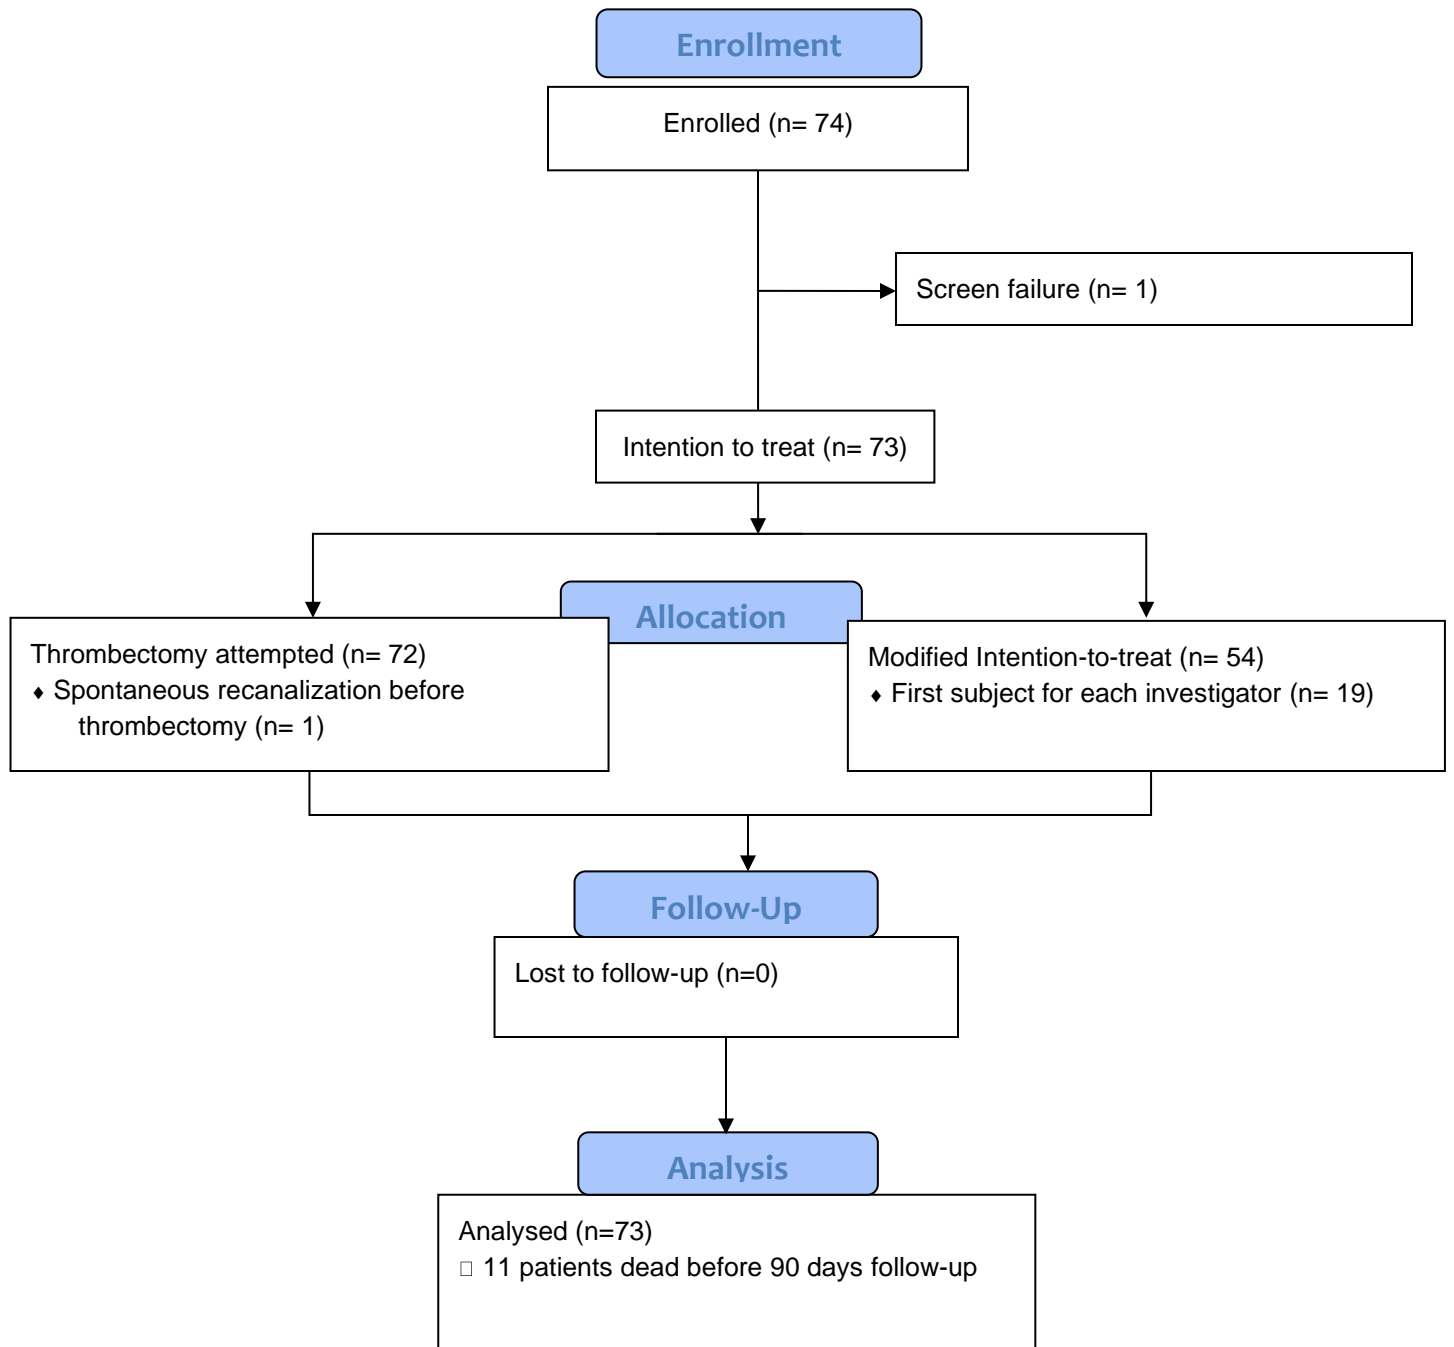 Enrollment
Enrolled (n= 74)
Screen failure (n= 1)
Intention to treat (n= 73)
Allocation
Thrombectomy attempted (n= 72)
♦ Spontaneous recanalization before
thrombectomy (n= 1)
Modified Intention-to-treat (n= 54)
♦ First subject for each investigator (n= 19)
Follow-Up
Lost to follow-up (n=0)
Analysis
Analysed (n=73)
□ 11 patients dead before 90 days follow-up